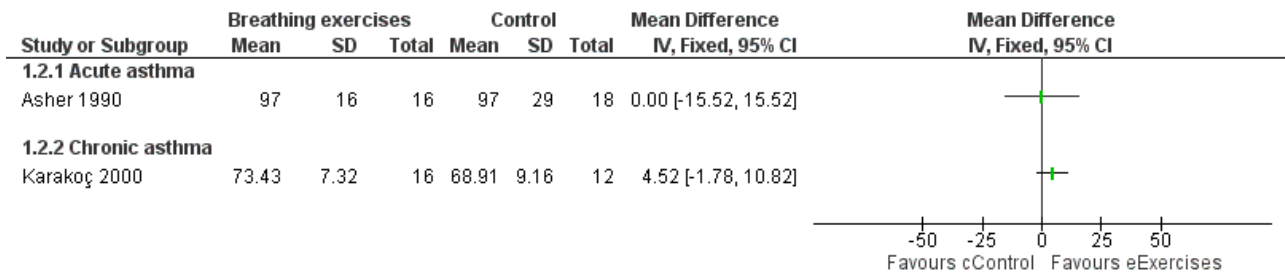 Breathing exercises Control Mean Difference Mean Difference
Study or Subgroup Mean SD Total Mean SD Total IV, Fixed, 95% CI IV, Fixed, 95% CI
1.2.1 Acute asthma
Asher 1990 97 16 16 97 29 18 0.00 [-15.52, 15.52]
1.2.2 Chronic asthma
Karakoç 2000 73.43 7.32 16 68.91 9.16 12 4.52 [-1.78, 10.82]
-50 -25 0 25 50
Favours cControl Favours eExercises